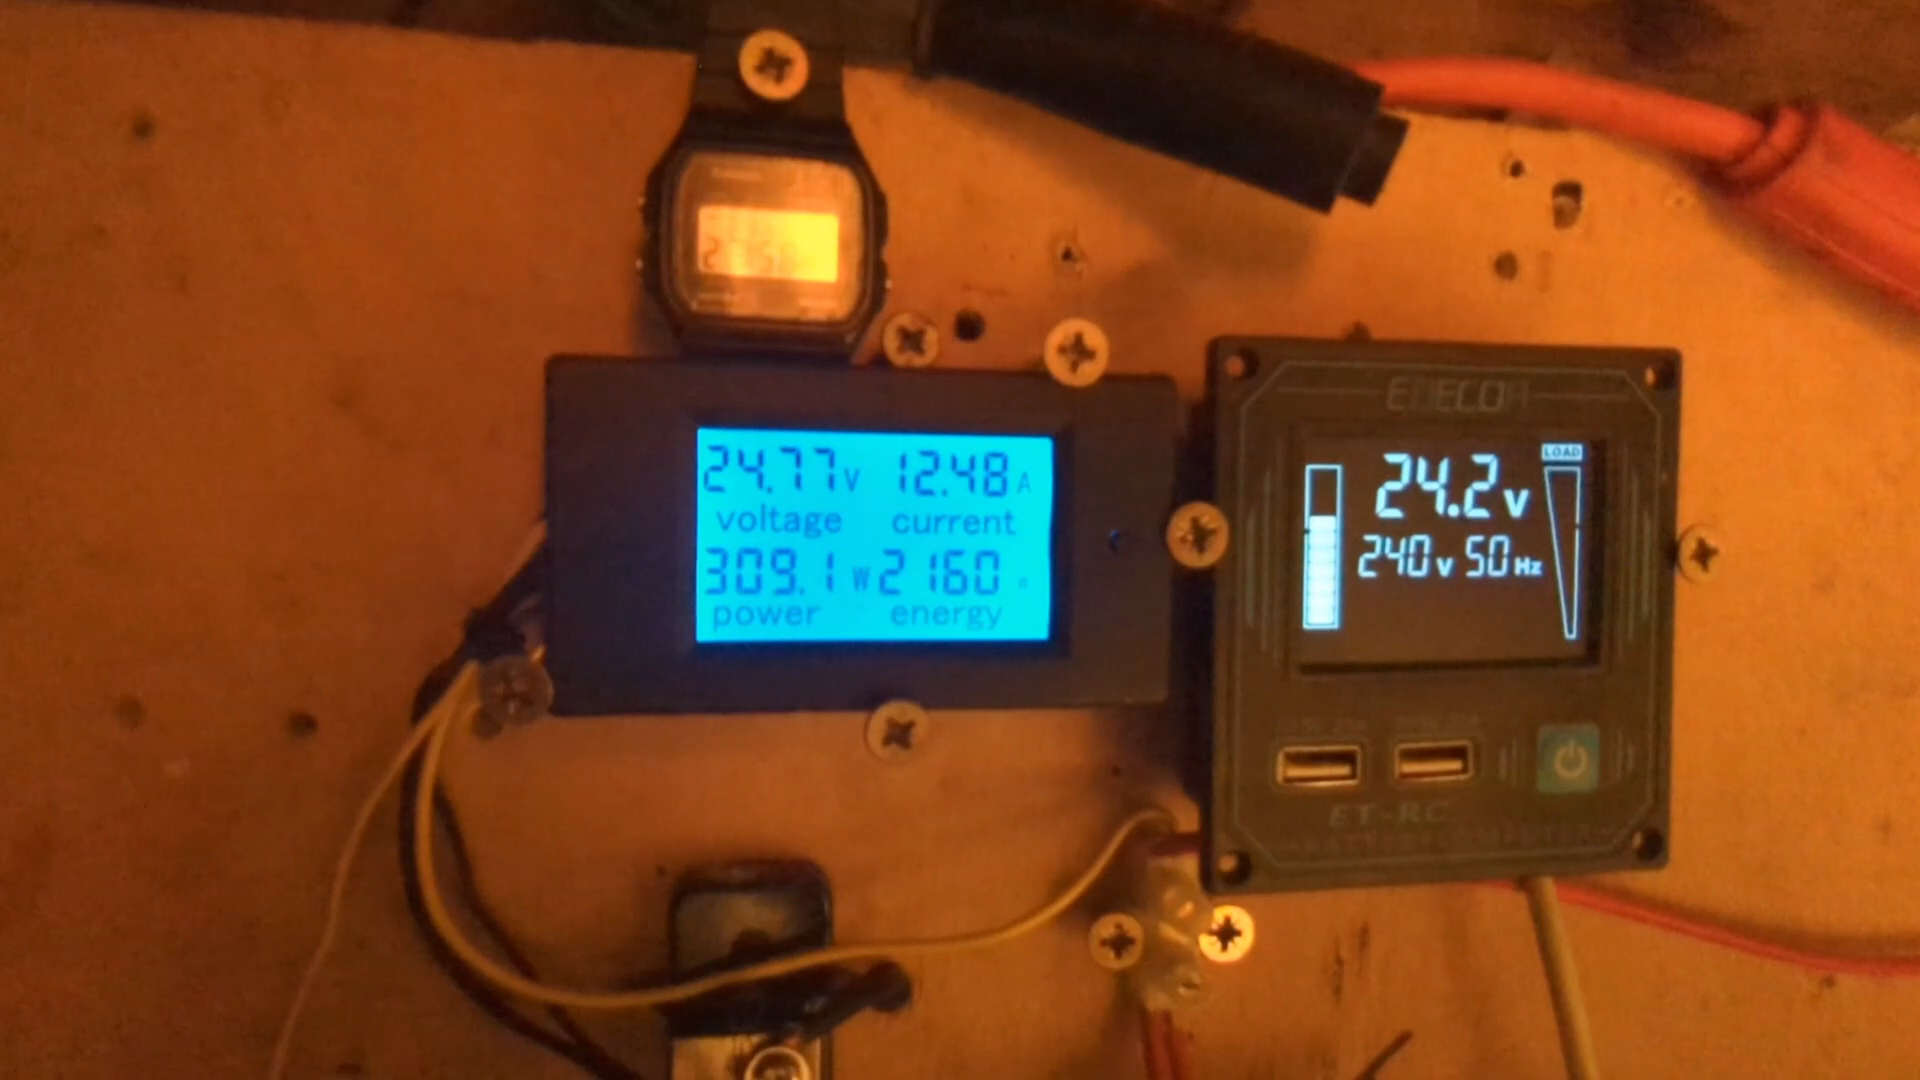 24.77V 12.48A
voltage current
309.1W 2160
power energy
EDECOA
LOAD
24.2v
240v 50Hz
ET-RC